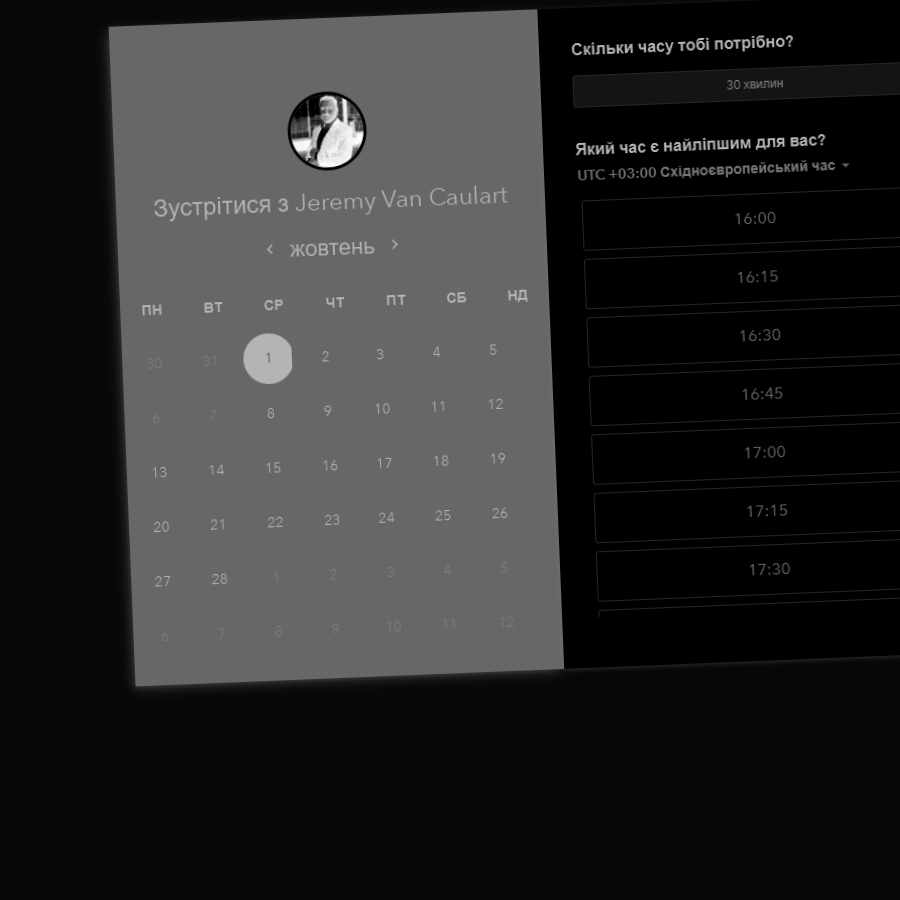 Зустрітися з Jeremy Van Caulart
жовтень
ПН ВТ СР ЧТ ПТ СБ НД
30 31 1 2 3 4 5
6 7 8 9 10 11 12
13 14 15 16 17 18 19
20 21 22 23 24 25 26
27 28 1 2 3 4 5
6 7 8 9 10 11 12
Скільки часу тобі потрібно?
30 хвилин
Який час є найліпшим для вас?
UTC +03:00 Східноєвропейський час
16:00
16:15
16:30
16:45
17:00
17:15
17:30